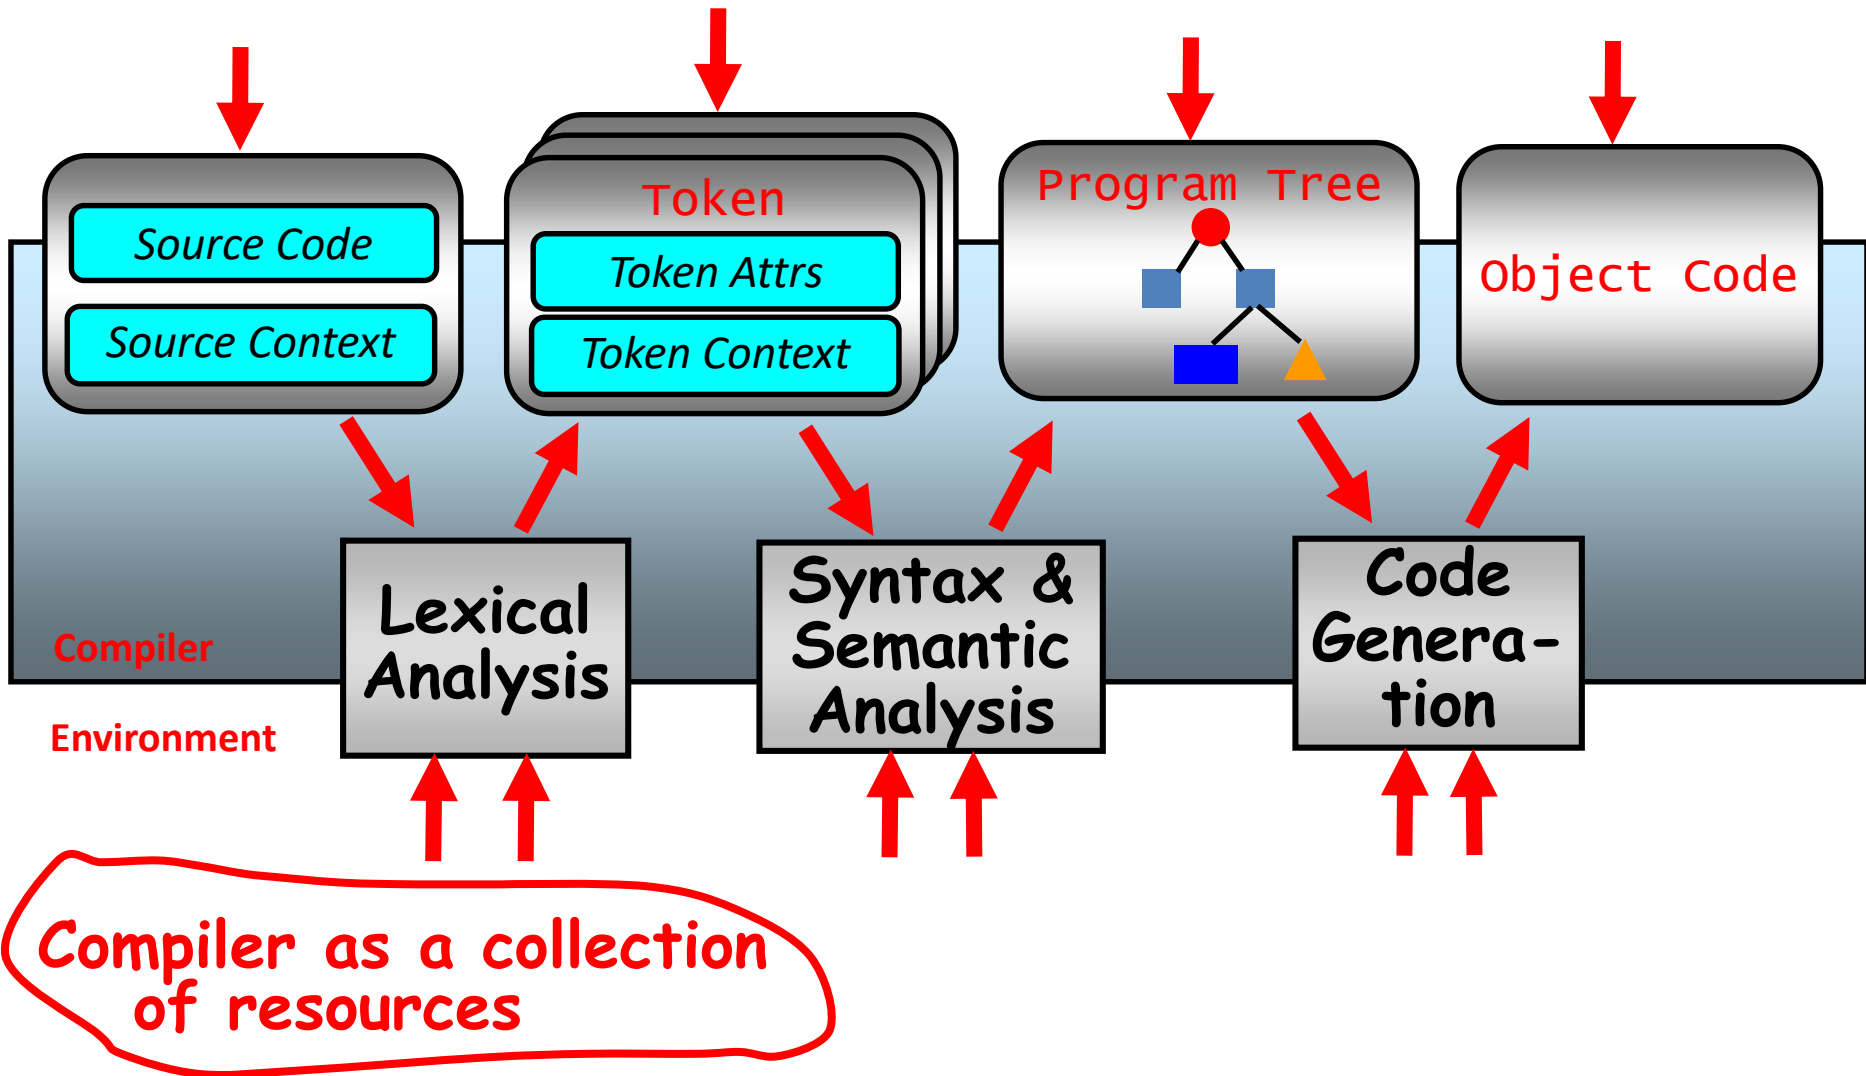 Source Code
Source Context
Token
Token Attrs
Token Context
Program Tree
Object Code
Lexical
Analysis
Syntax &
Semantic
Analysis
Code
Genera-
tion
Compiler
Environment
Compiler as a collection
of resources